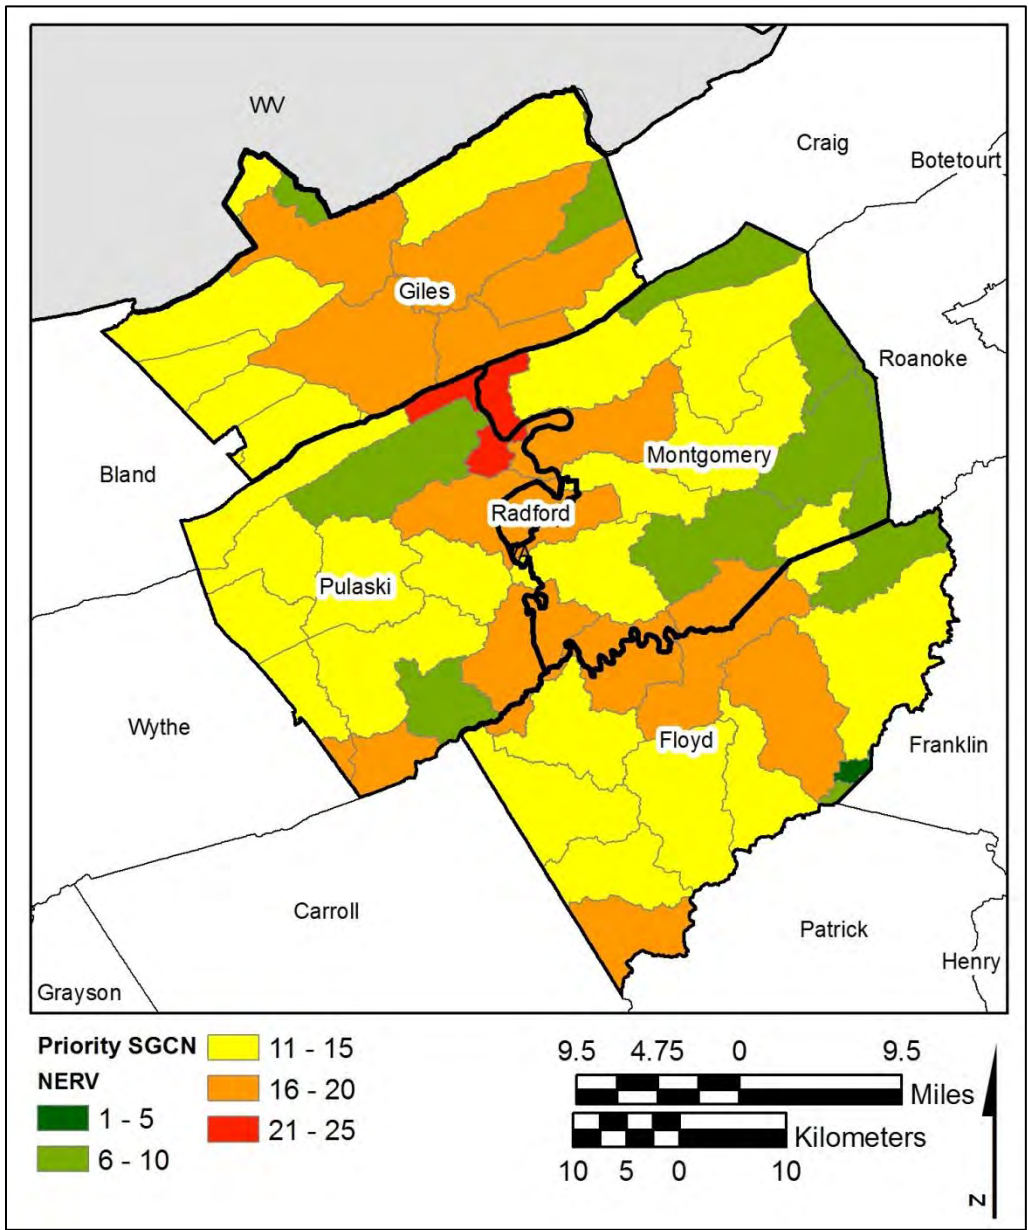 WV
Craig
Botetourt
Giles
Roanoke
Bland
Montgomery
Radford
Pulaski
Wythe
Floyd
Franklin
Carroll
Patrick
Henry
Grayson
Priority SGCN
NERV
1 - 5
6 - 10
11 - 15
16 - 20
21 - 25
9.5 4.75 0 9.5
Miles
Kilometers
10 5 0 10
N